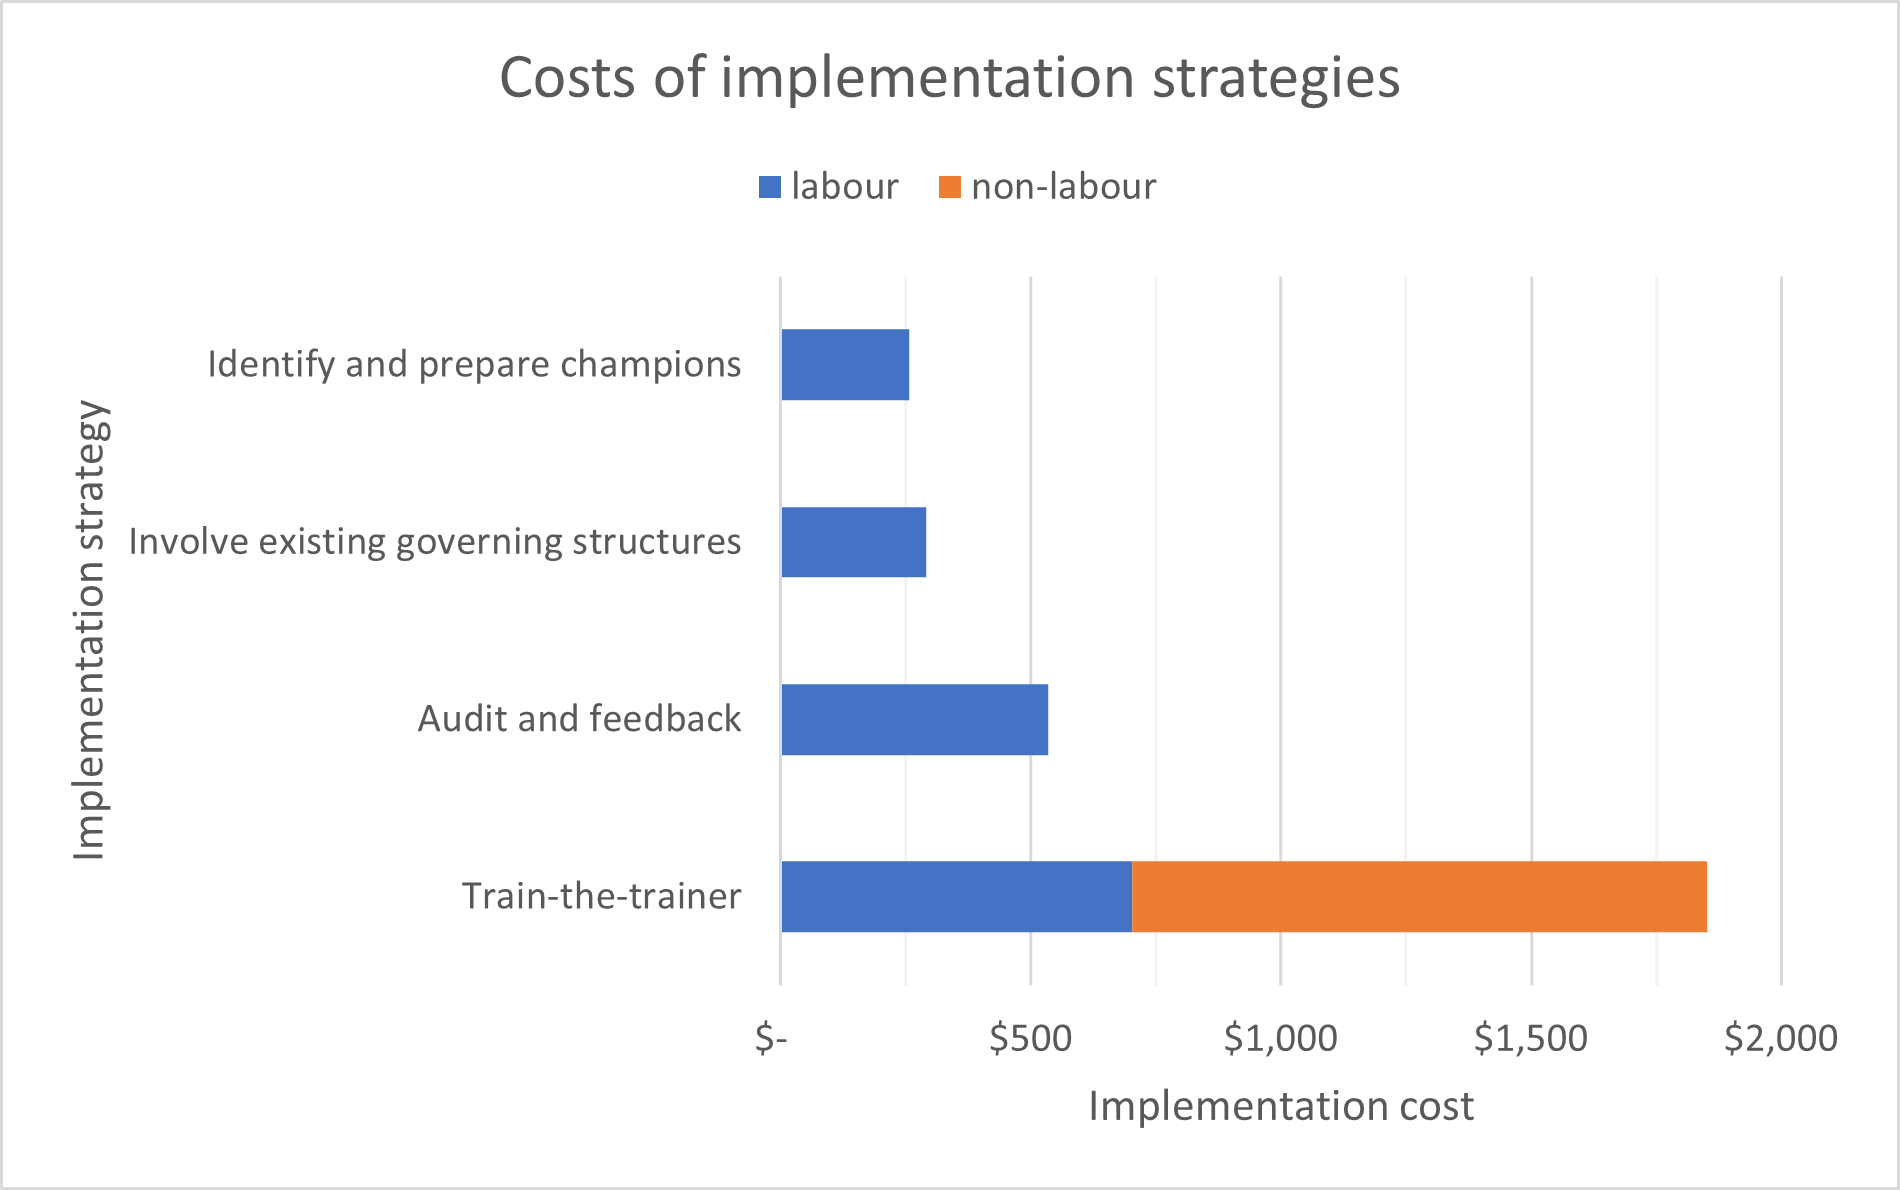 Costs of implementation strategies
labour non-labour
Implementation strategy
Identify and prepare champions
Involve existing governing structures
Audit and feedback
Train-the-trainer
$- $500 $1,000 $1,500 $2,000
Implementation cost